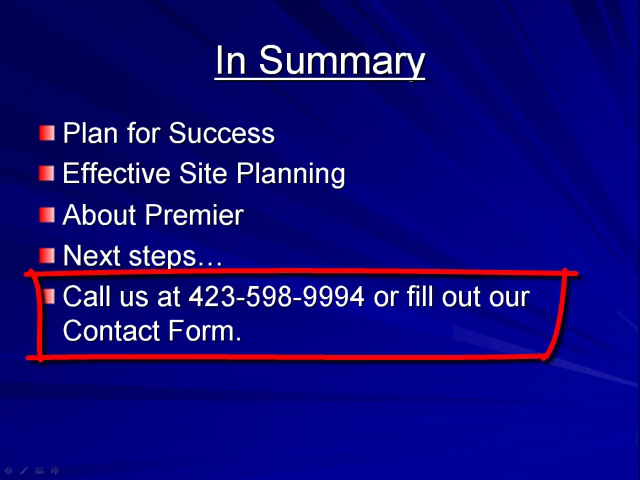 In Summary
Plan for Success
Effective Site Planning
About Premier
Next steps…
Call us at 423-598-9994 or fill out our
Contact Form.